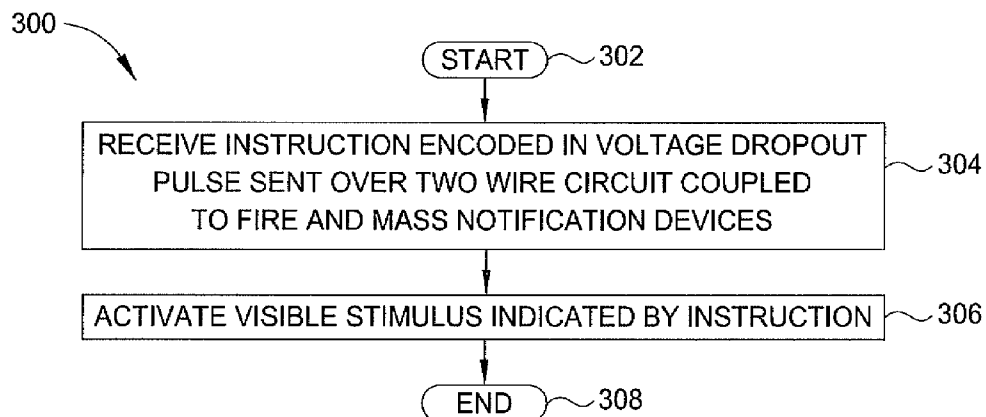 300
START 302
RECEIVE INSTRUCTION ENCODED IN VOLTAGE DROPOUT
PULSE SENT OVER TWO WIRE CIRCUIT COUPLED
TO FIRE AND MASS NOTIFICATION DEVICES
304
ACTIVATE VISIBLE STIMULUS INDICATED BY INSTRUCTION 306
END 308